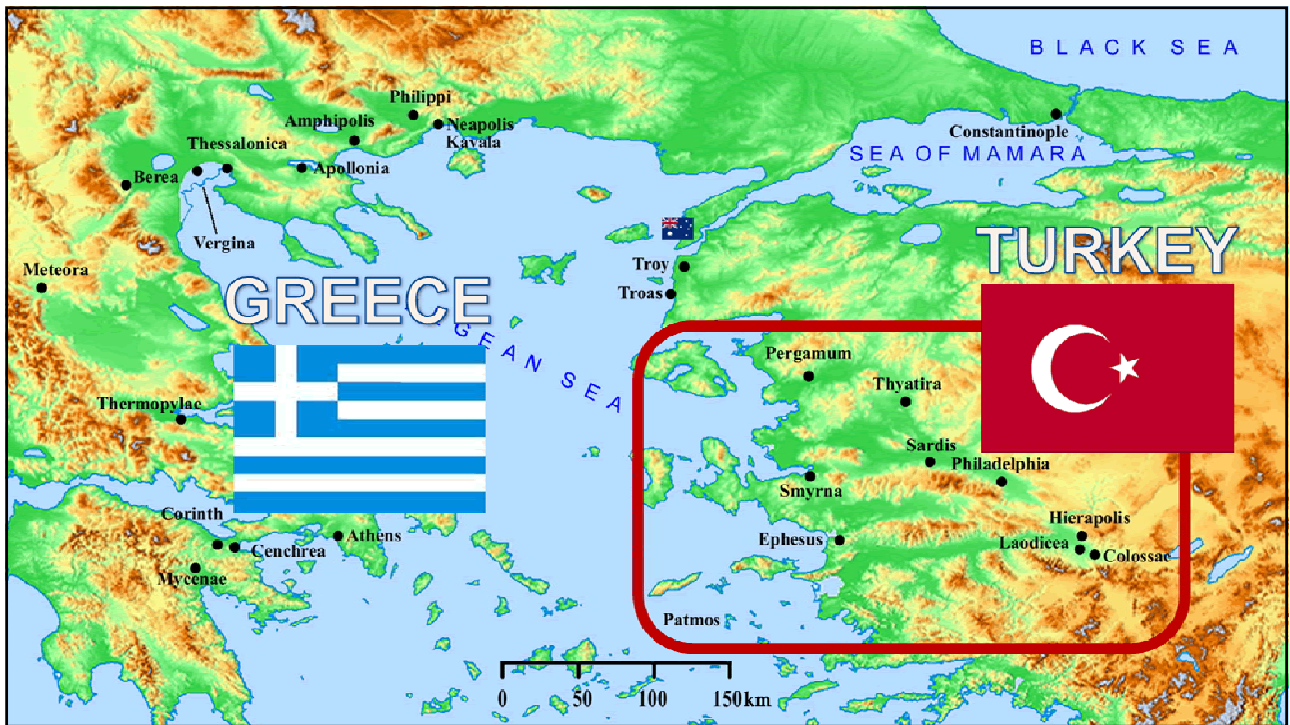 BLACK SEA
Philippi
Amphipolis
Neapolis
Kavala
Constantinople
Thessalonica
SEA OF MAMARA
Apollonia
Berea
Vergina
TURKEY
Meteora
Troy
GREECE
Troas
GEAN SEA
Pergamum
Thyatira
Thermopylae
Sardis
Philadelphia
Smyrna
Corinth
Hierapolis
Athens
Ephesus
Laodicea
Cenchrea
Colossae
Mycenae
Patmos
0 50 100 150km